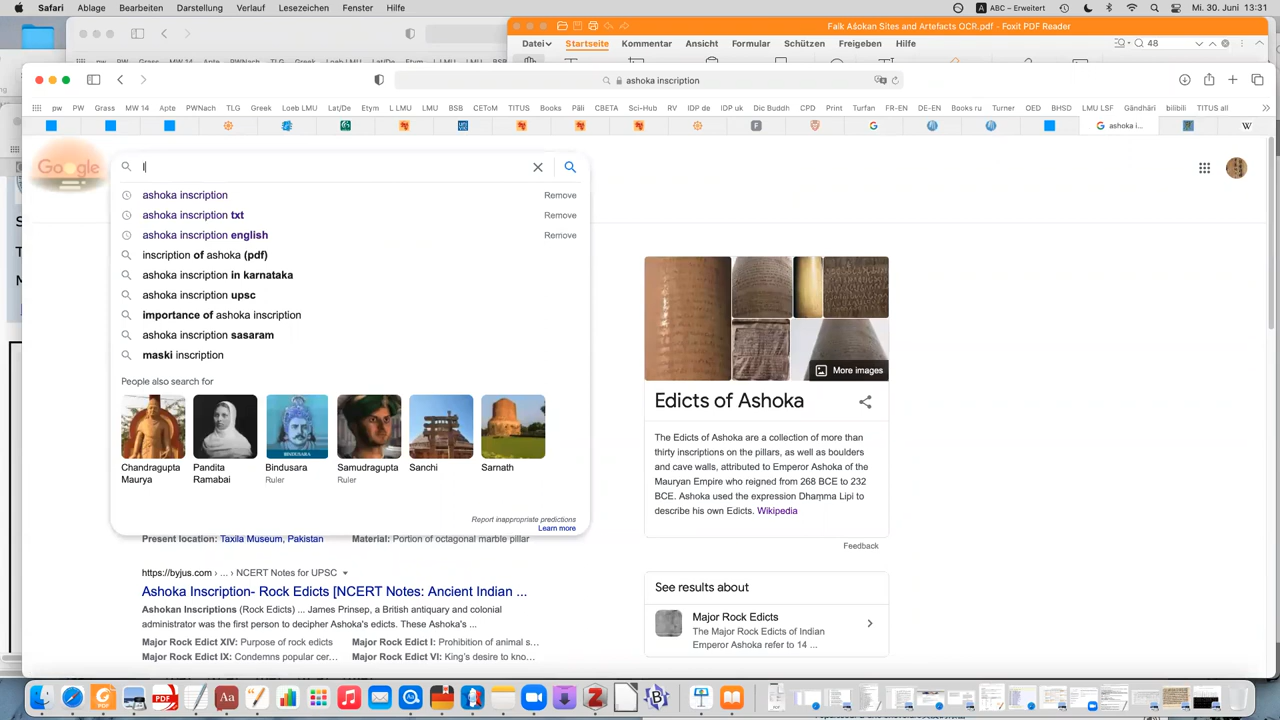 Safari Ablage Bearbeiten Darstellung Verlauf Lesezeichen Fenster Hilfe
ABC – Erweitert
Fr. 30. Juni 13:31
Falk Aśokan Sites and Artefacts OCR.pdf - Foxit PDF Reader
Datei Startseite Kommentar Ansicht Formular Schützen Freigeben Hilfe
48
ashoka inscription
pw PW Grass MW 14 Apte PWNach TLG Greek Loeb LMU Lat/De Etym L LMU LMU BSB CEToM TITUS Books Pāli CBETA Sci-Hub RV IDP de IDP uk Dic Buddh CPD Print Turfan FR-EN DE-EN Books ru Turner OED BHSD LMU LSF Gāndhārī bilibili TITUS all
ashoka i...
Google
ashoka inscription Remove
ashoka inscription txt Remove
ashoka inscription english Remove
inscription of ashoka (pdf)
ashoka inscription in karnataka
ashoka inscription upsc
importance of ashoka inscription
ashoka inscription sasaram
maski inscription
People also search for
BINDUSARA
Chandragupta Maurya
Pandita Ramabai
Bindusara
Ruler
Samudragupta
Ruler
Sanchi
Sarnath
Report inappropriate predictions
Learn more
Present location: Taxila Museum, Pakistan Material: Portion of octagonal marble pillar
https://byjus.com › ... › NCERT Notes for UPSC
Ashoka Inscription- Rock Edicts [NCERT Notes: Ancient Indian ...
Ashokan Inscriptions (Rock Edicts) ... James Prinsep, a British antiquary and colonial
administrator was the first person to decipher Ashoka's edicts. These Ashoka's ...
Major Rock Edict XIV: Purpose of rock edicts Major Rock Edict I: Prohibition of animal s...
Major Rock Edict IX: Condemns popular cer... Major Rock Edict VI: King's desire to kno...
More images
Edicts of Ashoka
The Edicts of Ashoka are a collection of more than
thirty inscriptions on the pillars, as well as boulders
and cave walls, attributed to Emperor Ashoka of the
Mauryan Empire who reigned from 268 BCE to 232
BCE. Ashoka used the expression Dhaṃma Lipi to
describe his own Edicts. Wikipedia
Feedback
See results about
Major Rock Edicts
The Major Rock Edicts of Indian
Emperor Ashoka refer to 14 ...